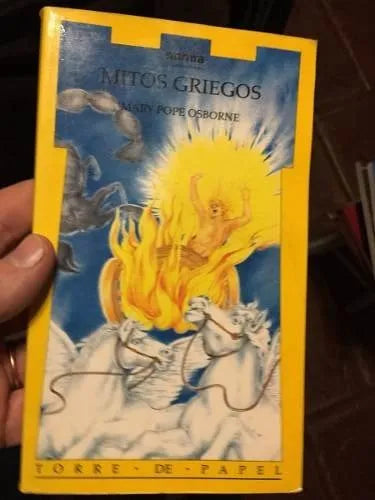 norma
MITOS GRIEGOS
MARY POPE OSBORNE
TORRE • DE • PAPEL